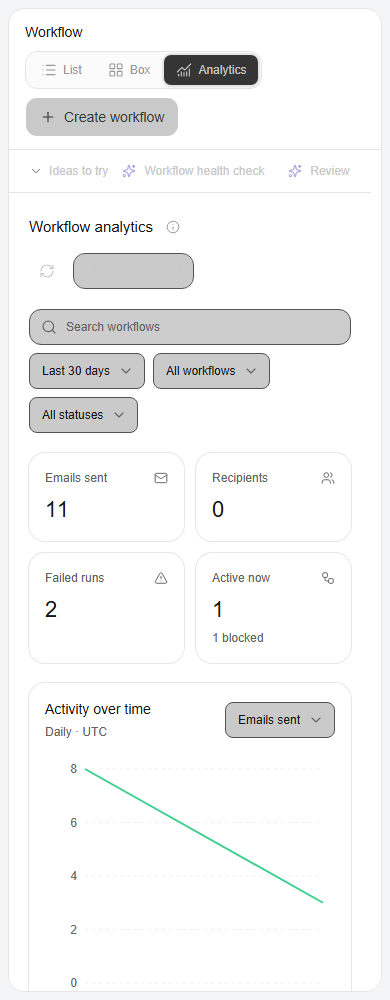 Workflow
List Box Analytics
Create workflow
Ideas to try Workflow health check Review
Workflow analytics
Search workflows
Last 30 days All workflows
All statuses
Emails sent Recipients
11 0
Failed runs Active now
2 1
1 blocked
Activity over time
Daily · UTC
Emails sent
8
6
4
2
0